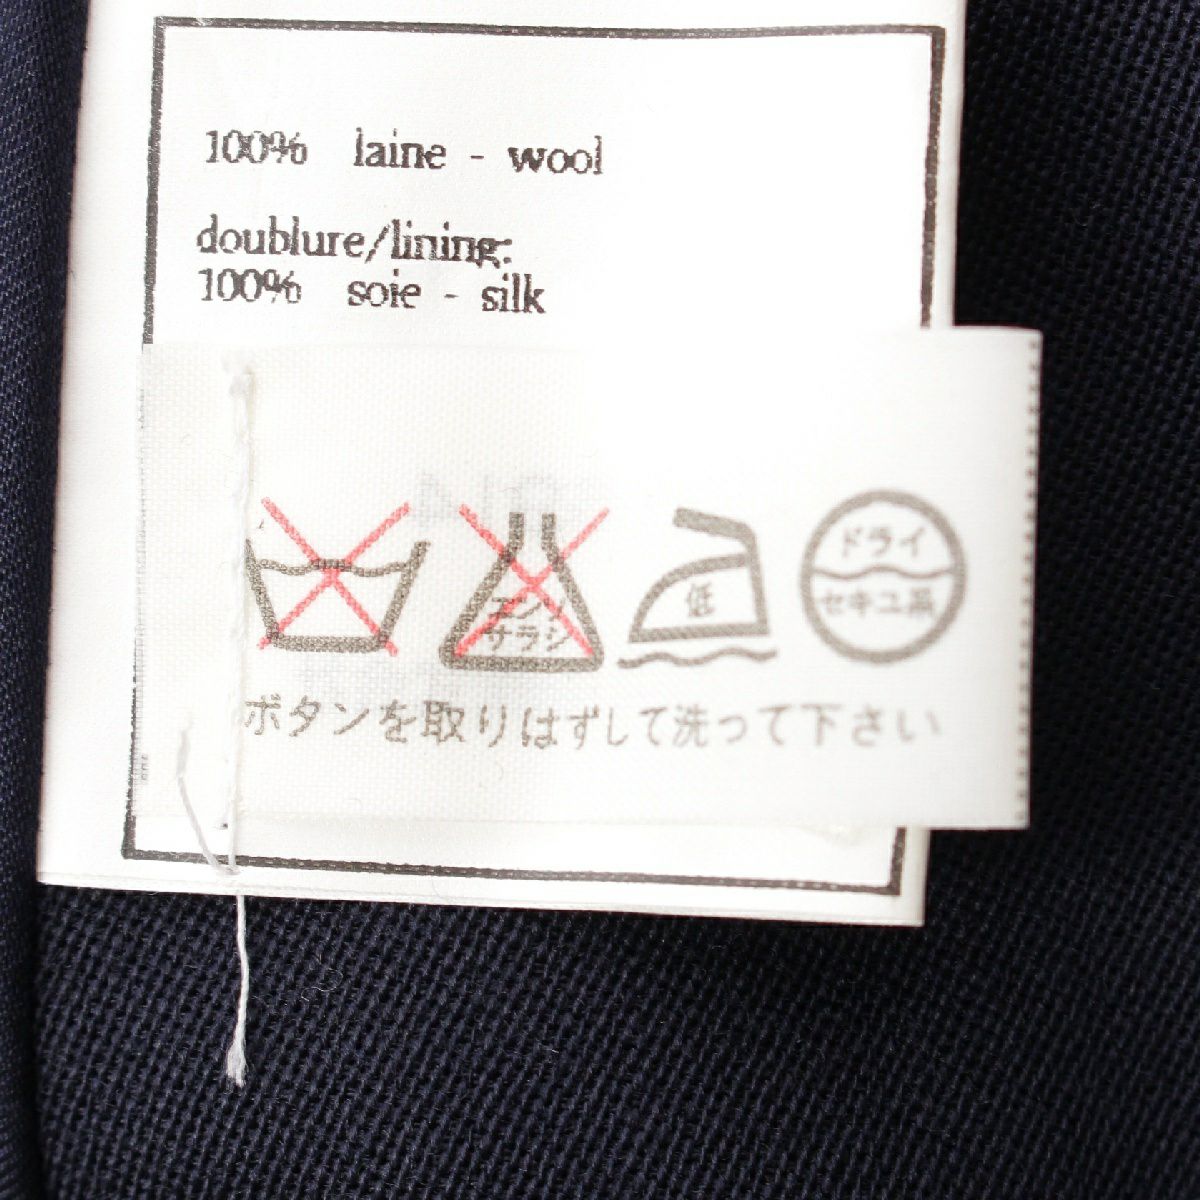 100% laine - wool
doublure/lining:
100% soie - silk
エンソ
サラシ
低
ドライ
セキユ系
ボタンを取りはずして洗って下さい